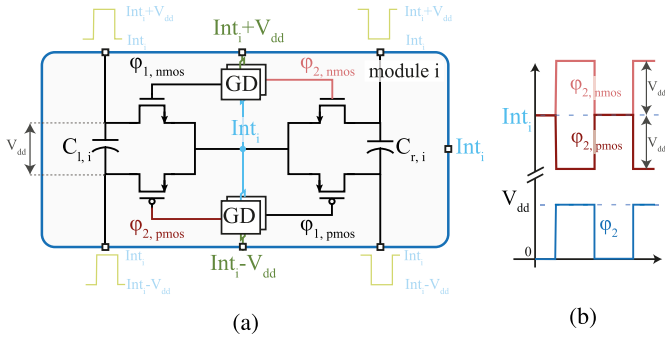 Int_i+V_dd
Int_i
Int_i+V_dd
Int_i+V_dd
Int_i
φ_1, nmos
GD
φ_2, nmos
module i
V_dd
C_l, i
Int_i
C_r, i
Int_i
φ_2, pmos
GD
φ_1, pmos
Int_i
Int_i-V_dd
Int_i-V_dd
Int_i
Int_i-V_dd
(a)
φ_2, nmos
V_dd
Int_i
φ_2, pmos
V_dd
V_dd
φ_2
0
(b)